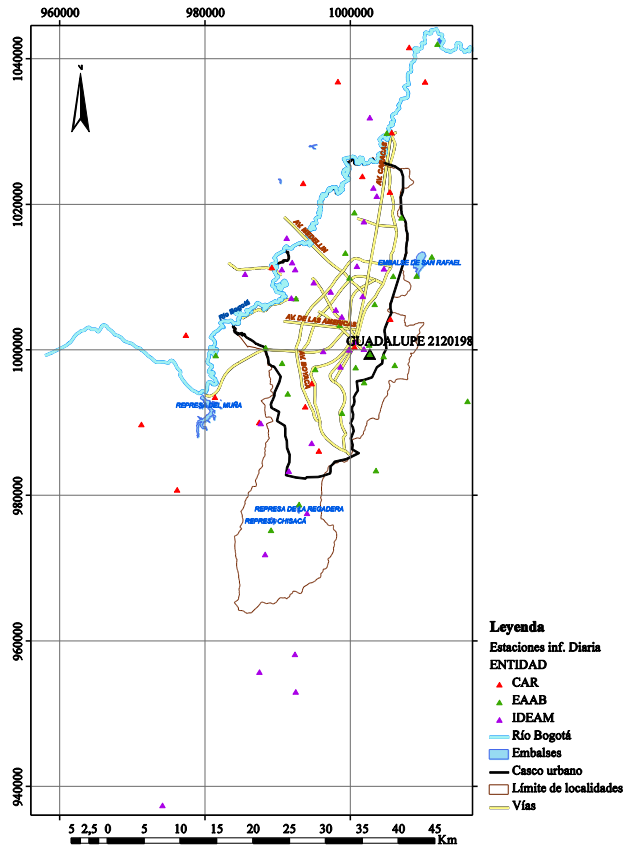 960000 980000 1000000
1040000
1020000
1000000
980000
960000
940000
N
AV. CARACAS
AV. MEDELLIN
EMBALSE DE SAN RAFAEL
Río Bogotá
AV. DE LAS AMERICAS
GUADALUPE 2120198
AV. BOYACA
REPRESA DEL MUÑA
REPRESA DE LA REGADERA
REPRESA CHISACÁ
Leyenda
Estaciones inf. Diaria
ENTIDAD
CAR
EAAB
IDEAM
Río Bogotá
Embalses
Casco urbano
Límite de localidades
Vías
960000 980000 1000000
5 2,5 0 5 10 15 20 25 30 35 40 45 Km